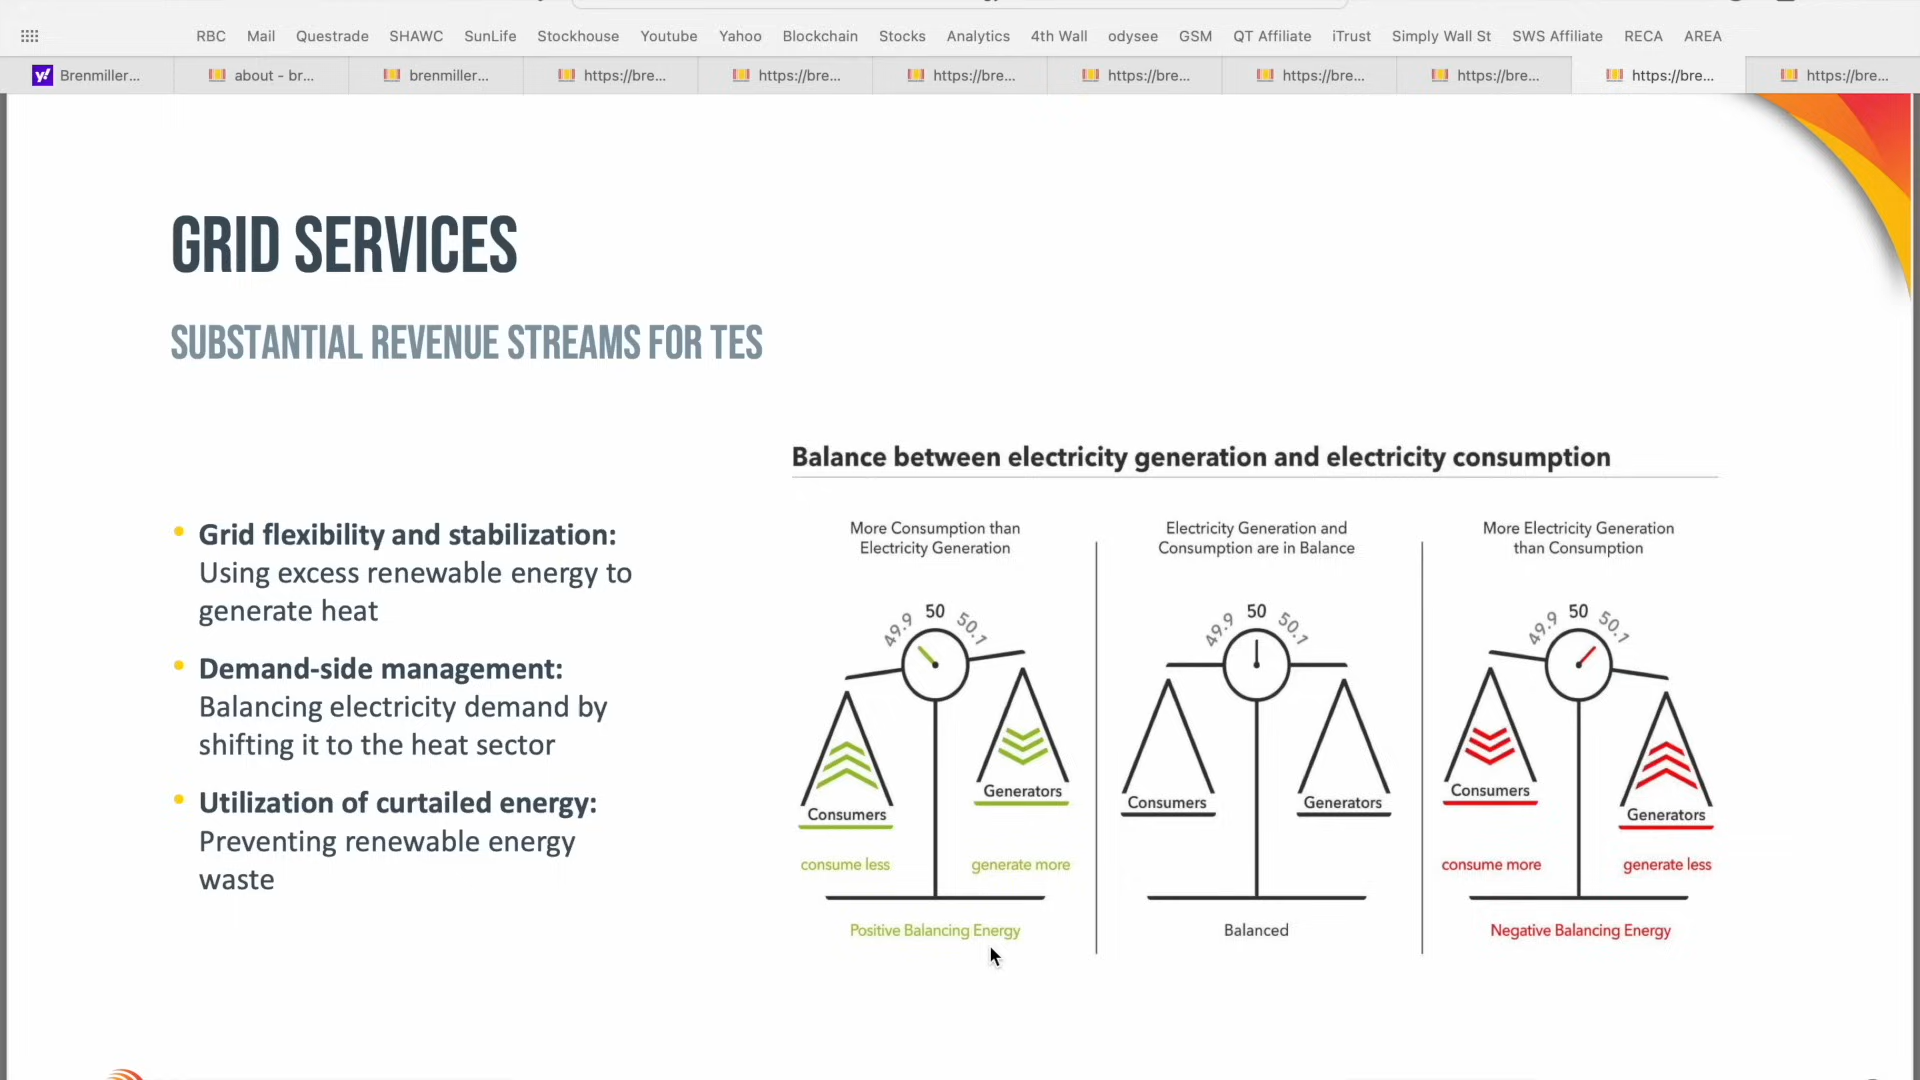 RBC Mail Questrade SHAWC SunLife Stockhouse Youtube Yahoo Blockchain Stocks Analytics 4th Wall odysee GSM QT Affiliate iTrust Simply Wall St SWS Affiliate RECA AREA
y! Brenmiller... about - br... brenmiller... https://bre... https://bre... https://bre... https://bre... https://bre... https://bre... https://bre... https://bre...
GRID SERVICES
SUBSTANTIAL REVENUE STREAMS FOR TES
• Grid flexibility and stabilization:
Using excess renewable energy to
generate heat
• Demand-side management:
Balancing electricity demand by
shifting it to the heat sector
• Utilization of curtailed energy:
Preventing renewable energy
waste
Balance between electricity generation and electricity consumption
More Consumption than
Electricity Generation
49.9 50 50.1
Consumers
Generators
consume less
generate more
Positive Balancing Energy
Electricity Generation and
Consumption are in Balance
49.9 50 50.1
Consumers
Generators
Balanced
More Electricity Generation
than Consumption
49.9 50 50.1
Consumers
Generators
consume more
generate less
Negative Balancing Energy